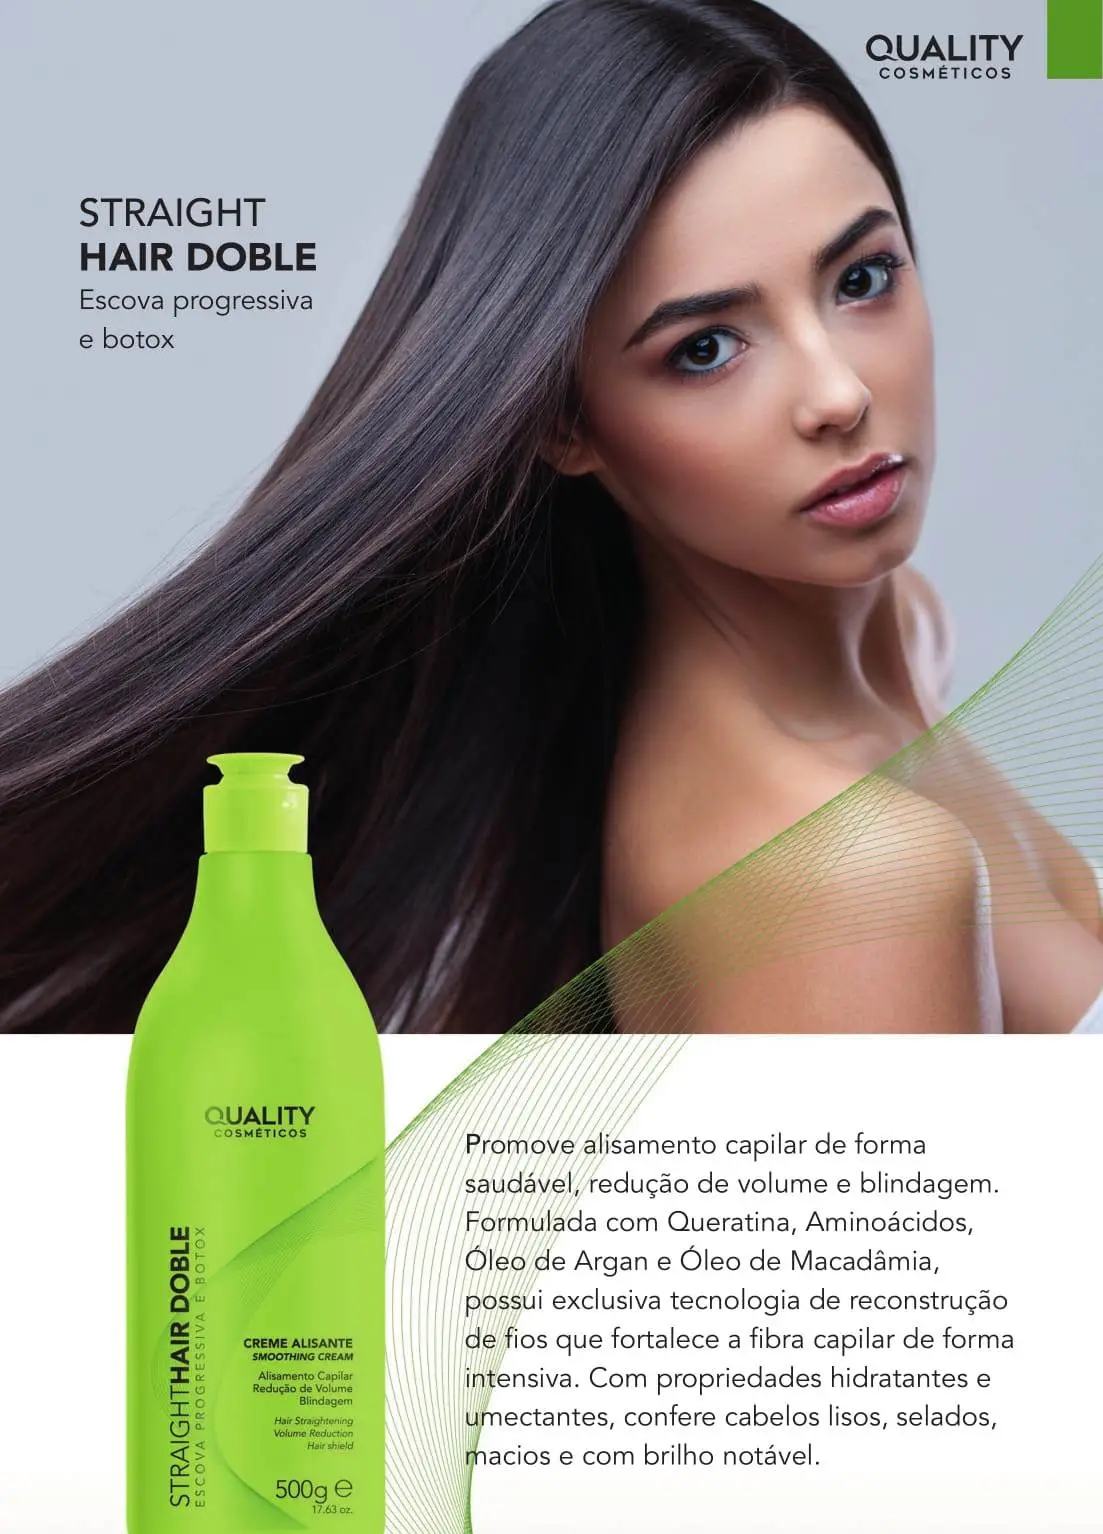 QUALITY
COSMÉTICOS
STRAIGHT
HAIR DOBLE
Escova progressiva
e botox
QUALITY
COSMÉTICOS
STRAIGHTHAIR DOBLE
ESCOVA PROGRESSIVA E BOTOX
CREME ALISANTE
SMOOTHING CREAM
Alisamento Capilar
Redução de Volume
Blindagem
Hair Straightening
Volume Reduction
Hair shield
500g ℮
17.63 oz.
Promove alisamento capilar de forma
saudável, redução de volume e blindagem.
Formulada com Queratina, Aminoácidos,
Óleo de Argan e Óleo de Macadâmia,
possui exclusiva tecnologia de reconstrução
de fios que fortalece a fibra capilar de forma
intensiva. Com propriedades hidratantes e
umectantes, confere cabelos lisos, selados,
macios e com brilho notável.